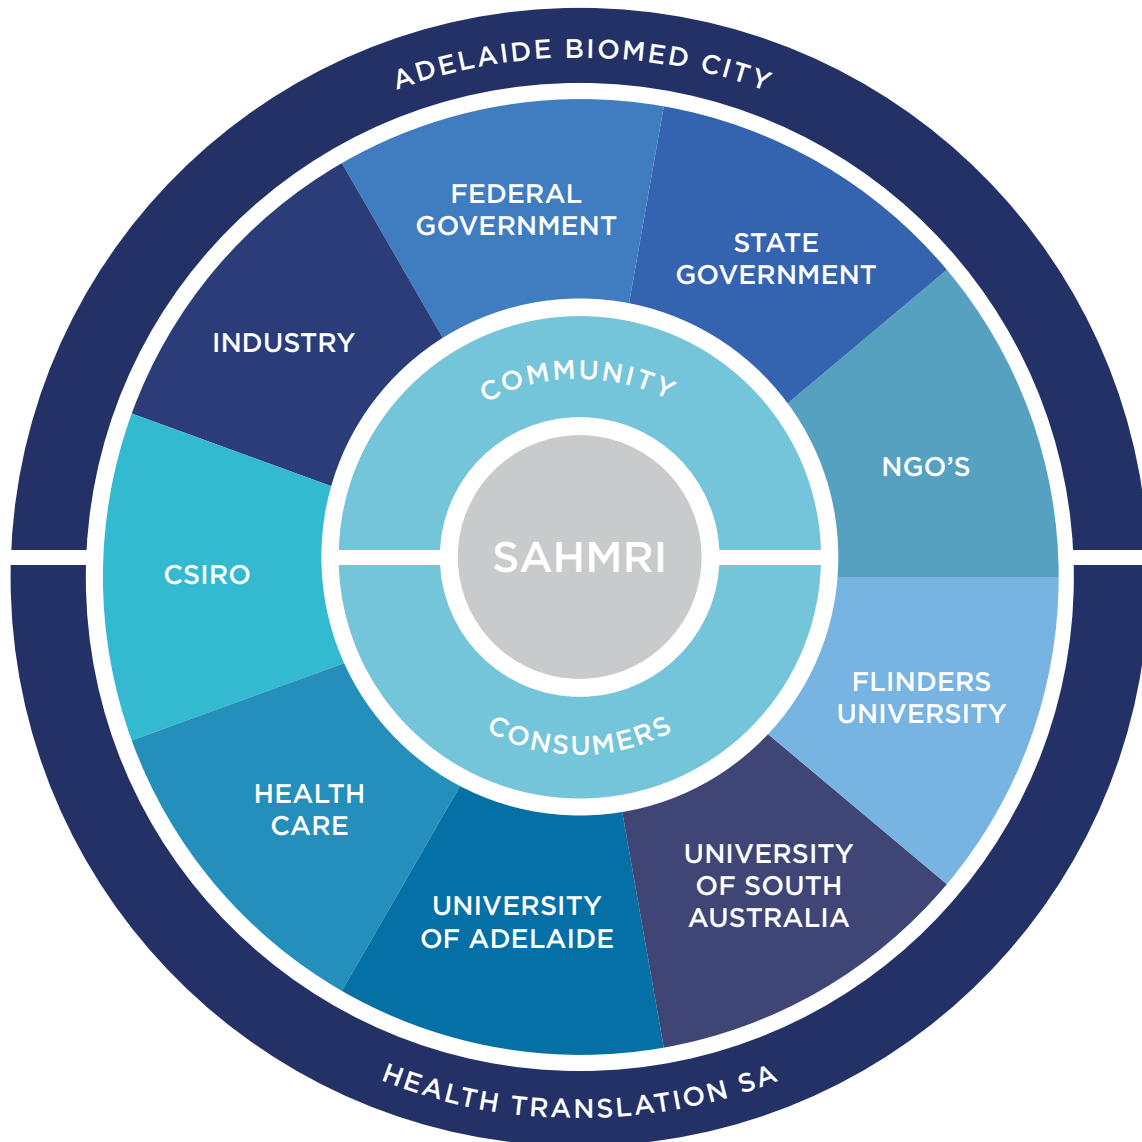 ADELAIDE BIOMED CITY
FEDERAL
GOVERNMENT
STATE
GOVERNMENT
INDUSTRY
COMMUNITY
NGO'S
SAHMRI
CSIRO
FLINDERS
UNIVERSITY
CONSUMERS
HEALTH
CARE
UNIVERSITY
OF SOUTH
AUSTRALIA
UNIVERSITY
OF ADELAIDE
HEALTH TRANSLATION SA